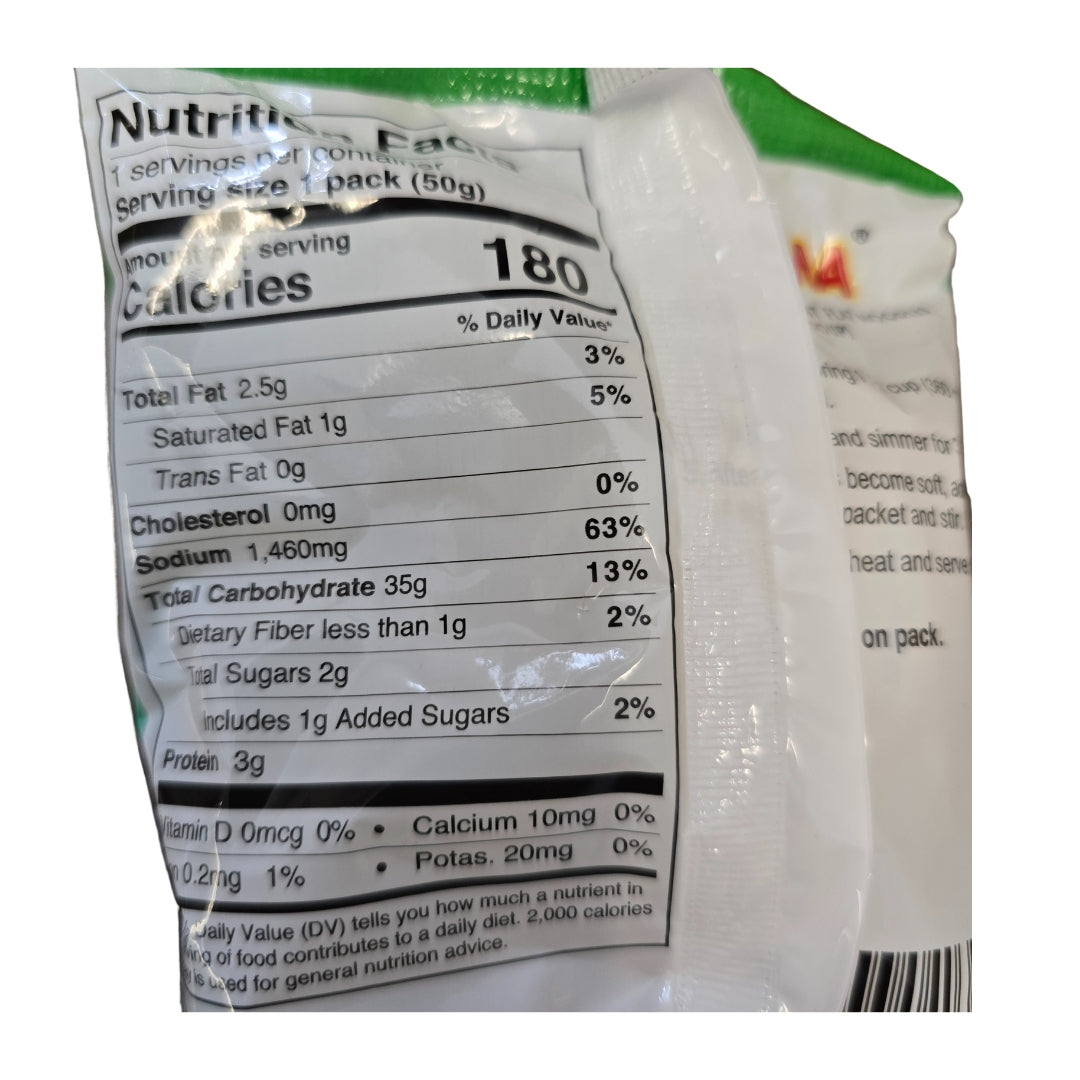 Nutrition Facts
1 servings per container
Serving size 1 pack (50g)
Amount per serving
Calories 180
% Daily Value*
Total Fat 2.5g 3%
Saturated Fat 1g 5%
Trans Fat 0g
Cholesterol 0mg 0%
Sodium 1,460mg 63%
Total Carbohydrate 35g 13%
Dietary Fiber less than 1g 2%
Total Sugars 2g
Includes 1g Added Sugars 2%
Protein 3g
Vitamin D 0mcg 0% • Calcium 10mg 0%
0.2mg 1% • Potas. 20mg 0%
Daily Value (DV) tells you how much a nutrient in
of food contributes to a daily diet. 2,000 calories
is used for general nutrition advice.
MA®
cup
and simmer for
become soft,
packet and stir
heat and serve
on pack.